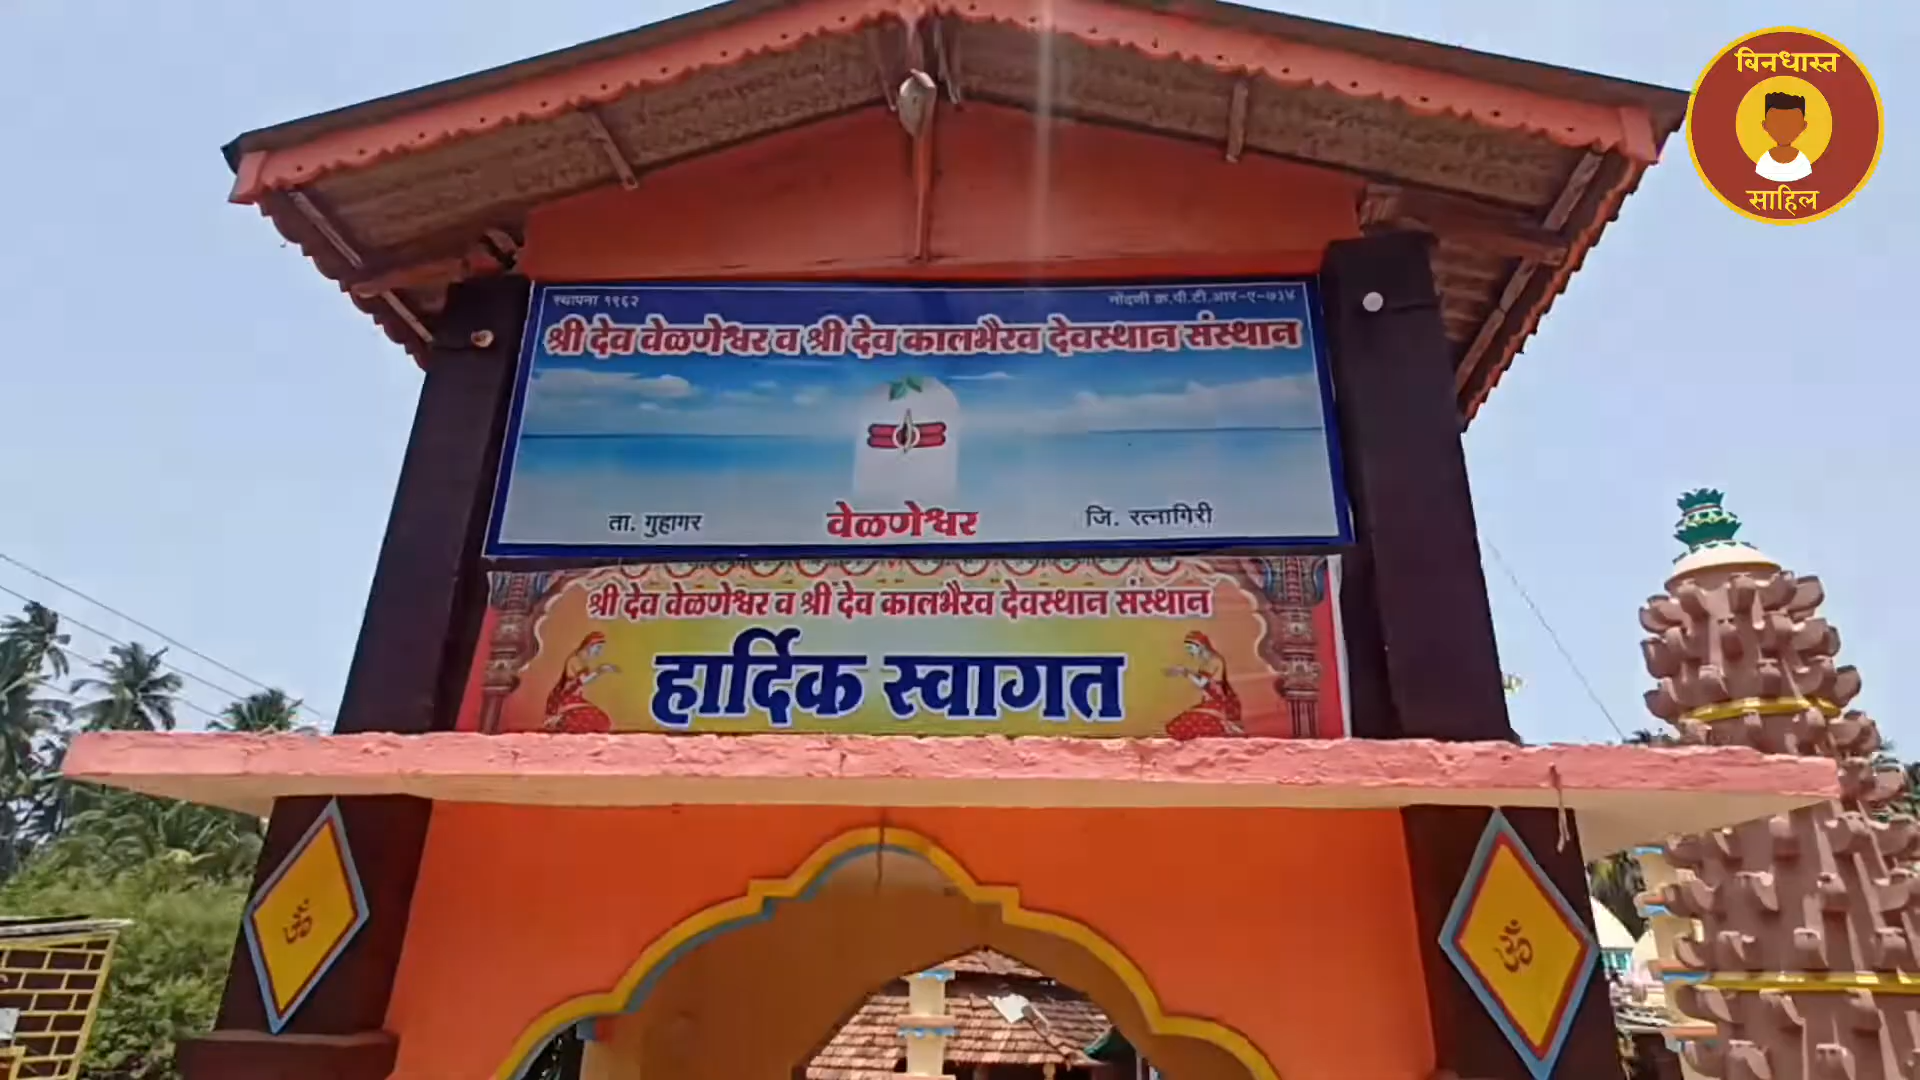 बिनधास्त
साहिल
स्थापना १९६२
नोंदणी क्र.पी.टी.आर-ए-७३४
श्री देव वेळणेश्वर व श्री देव कालभैरव देवस्थान संस्थान
ता. गुहागर
वेळणेश्वर
जि. रत्नागिरी
श्री देव वेळणेश्वर व श्री देव कालभैरव देवस्थान संस्थान
हार्दिक स्वागत
ॐ
ॐ